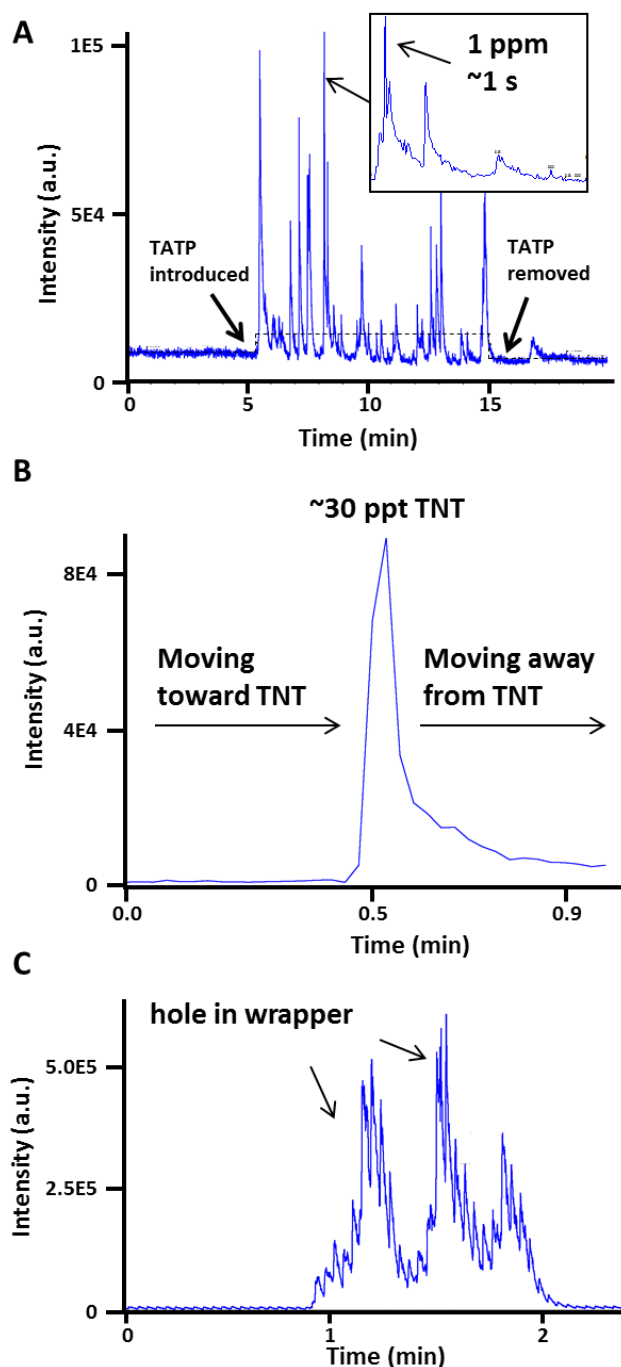 A
1E5
5E4
0
Intensity (a.u.)
1 ppm
~1 s
TATP
introduced
TATP
removed
0
5
10
15
Time (min)
B
~30 ppt TNT
8E4
4E4
0
Intensity (a.u.)
Moving
toward TNT
Moving away
from TNT
0.0
0.5
0.9
Time (min)
C
hole in wrapper
5.0E5
2.5E5
0
Intensity (a.u.)
0
1
2
Time (min)